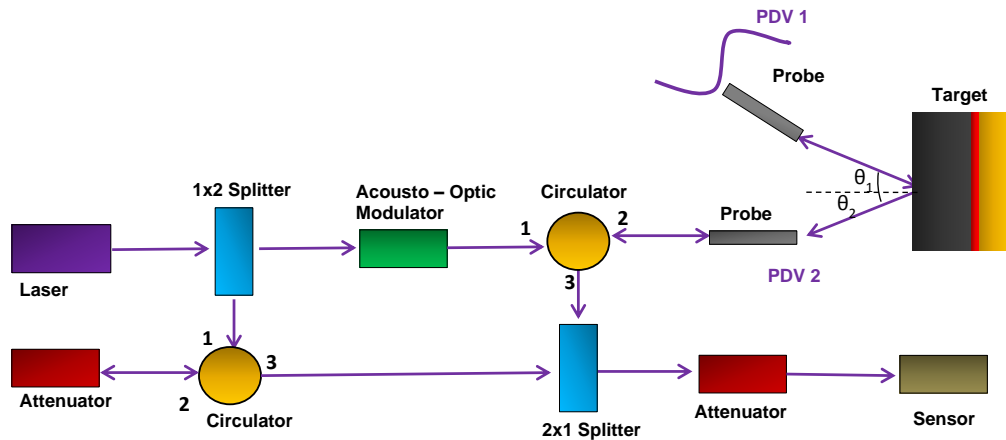 PDV 1
Probe
Target
1x2 Splitter
Acousto – Optic
Modulator
Circulator
θ1
θ2
1
2
Probe
3
PDV 2
Laser
1
3
2
Attenuator
Circulator
2x1 Splitter
Attenuator
Sensor